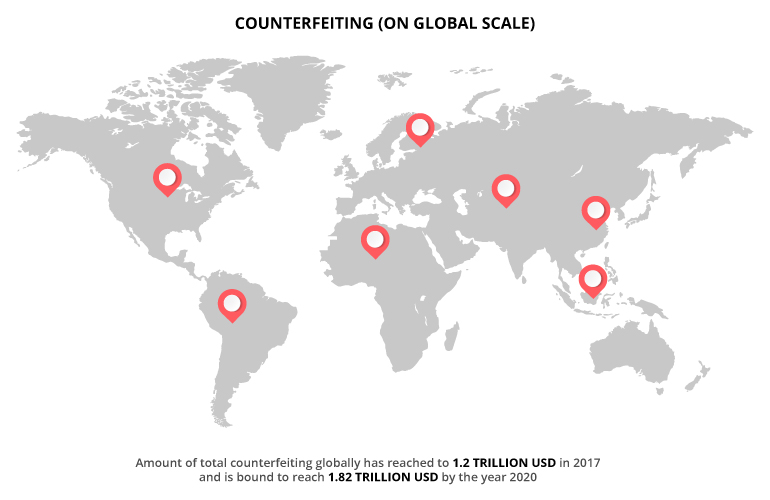 COUNTERFEITING (ON GLOBAL SCALE)
Amount of total counterfeiting globally has reached to 1.2 TRILLION USD in 2017
and is bound to reach 1.82 TRILLION USD by the year 2020